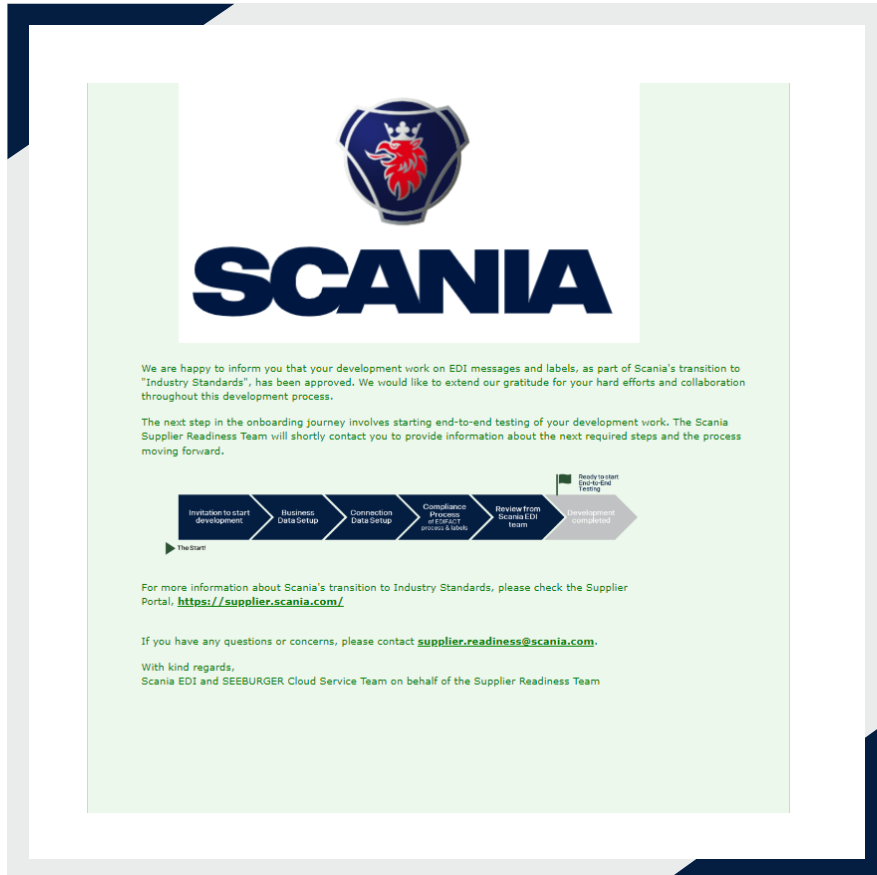 SCANIA
We are happy to inform you that your development work on EDI messages and labels, as part of Scania's transition to
"Industry Standards", has been approved. We would like to extend our gratitude for your hard efforts and collaboration
throughout this development process.
The next step in the onboarding journey involves starting end-to-end testing of your development work. The Scania
Supplier Readiness Team will shortly contact you to provide information about the next required steps and the process
moving forward.
Ready to start
End-to-End
Testing
Invitation to start
development
Business
Data Setup
Connection
Data Setup
Compliance
Process
of EDIFACT
process & labels
Review from
Scania EDI
team
Development
completed
The Start!
For more information about Scania's transition to Industry Standards, please check the Supplier
Portal, https://supplier.scania.com/
If you have any questions or concerns, please contact supplier.readiness@scania.com.
With kind regards,
Scania EDI and SEEBURGER Cloud Service Team on behalf of the Supplier Readiness Team